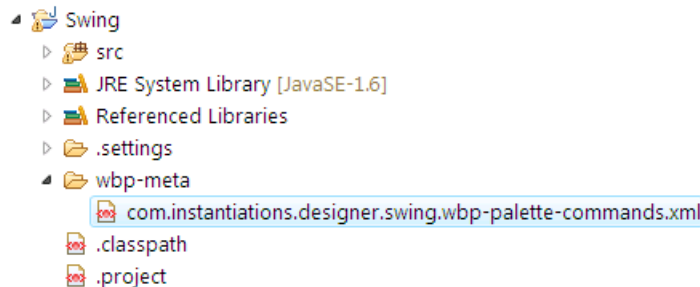 Swing
src
JRE System Library [JavaSE-1.6]
Referenced Libraries
.settings
wbp-meta
com.instantiations.designer.swing.wbp-palette-commands.xml
.classpath
.project